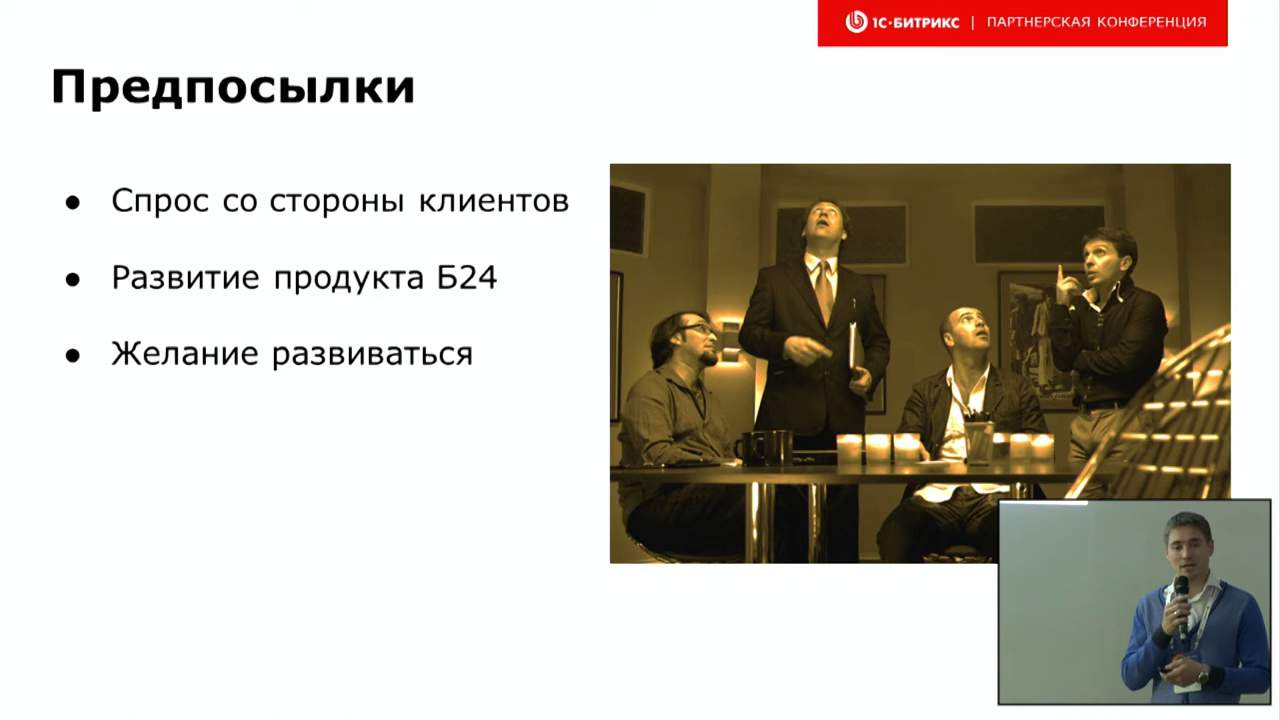 1С·БИТРИКС | ПАРТНЕРСКАЯ КОНФЕРЕНЦИЯ
Предпосылки
● Спрос со стороны клиентов
● Развитие продукта Б24
● Желание развиваться